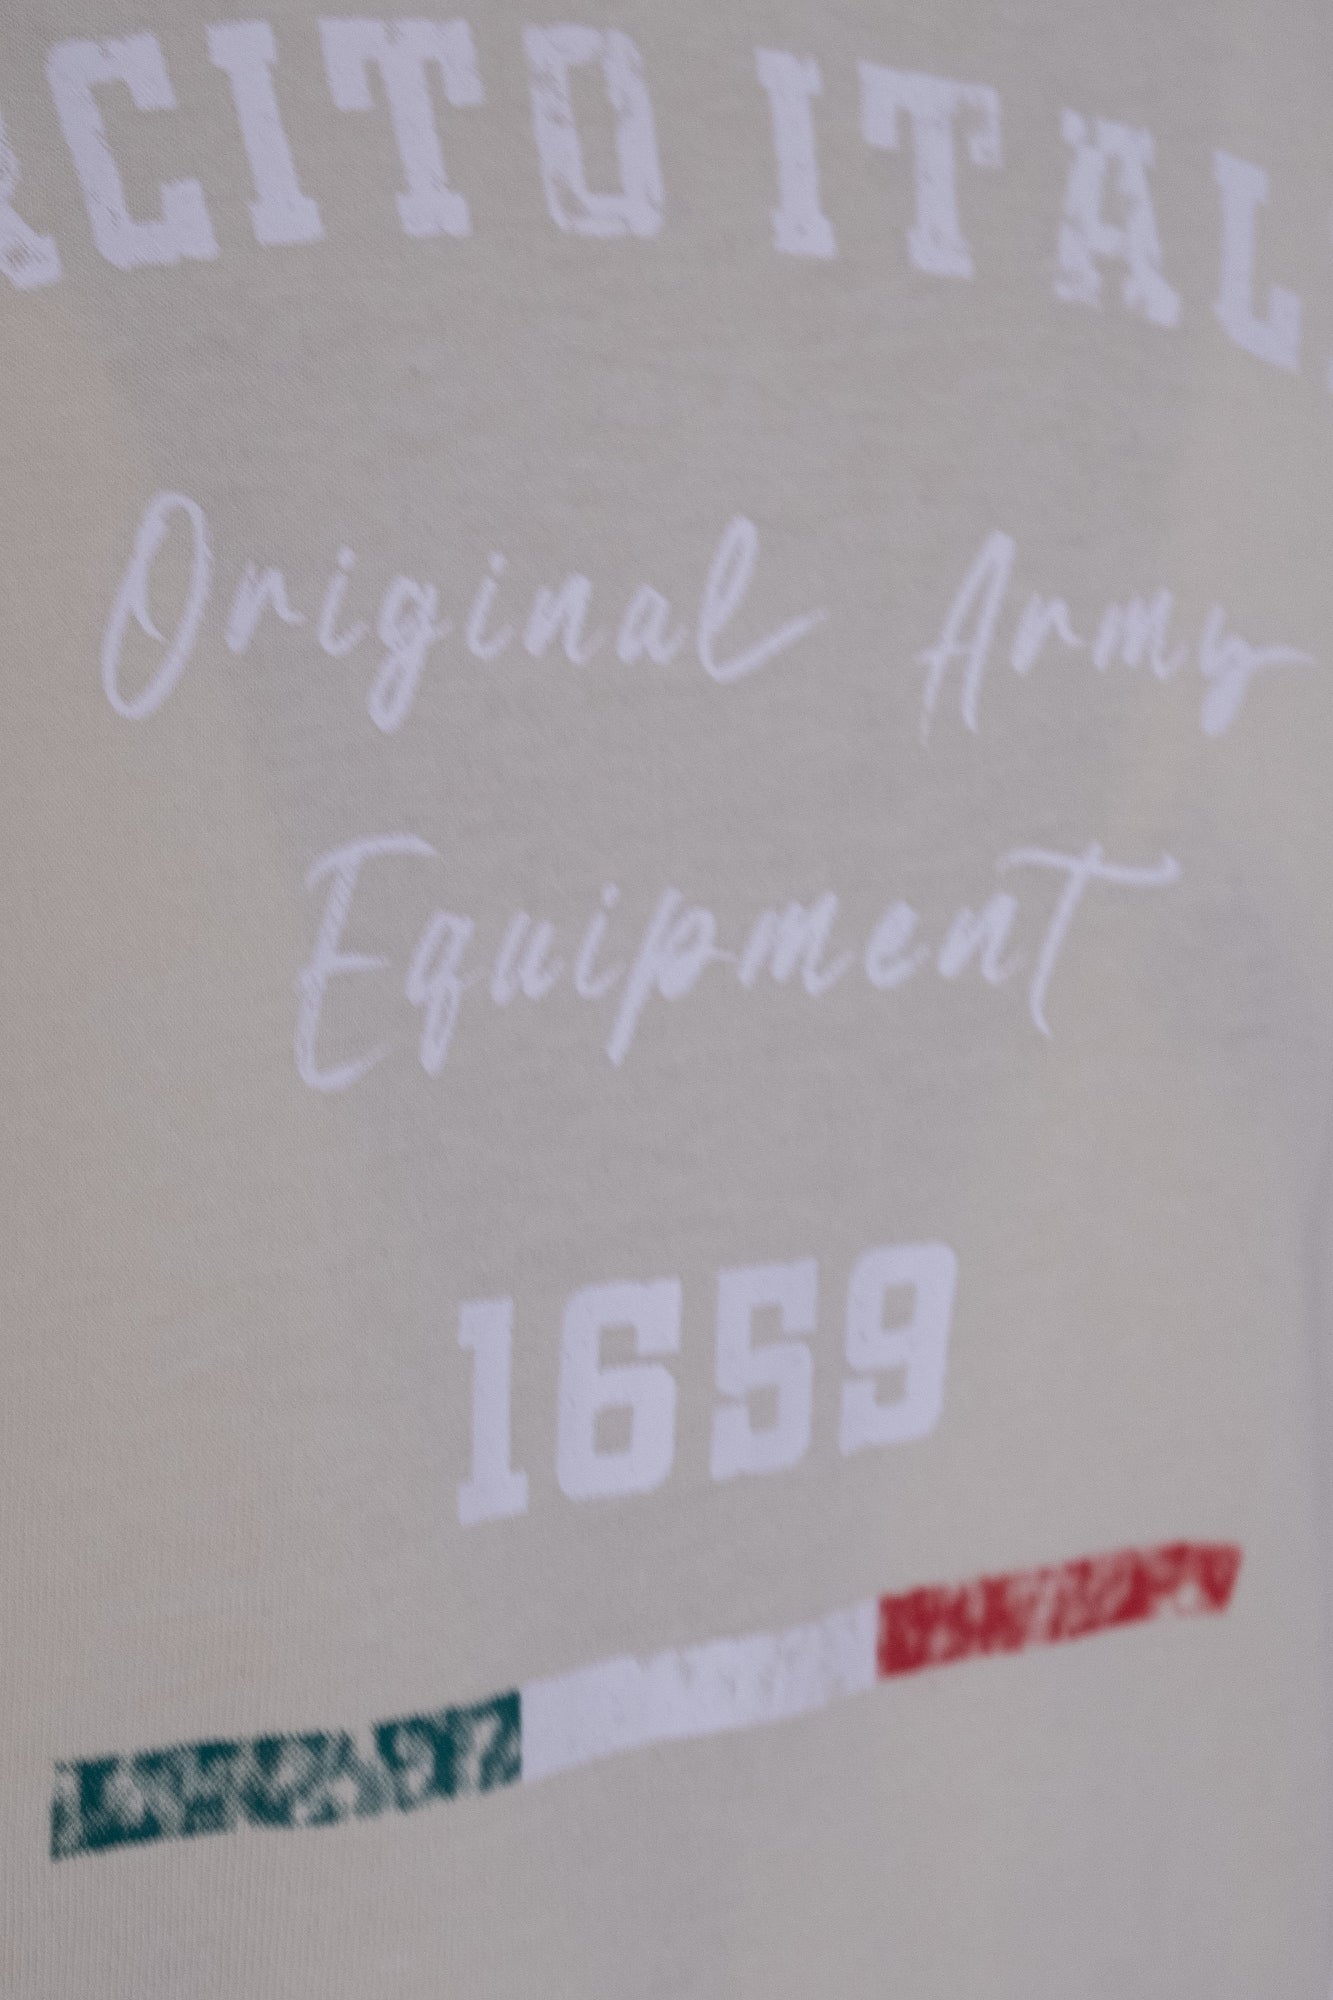 RCITO ITAL
Original Army
Equipment
1659